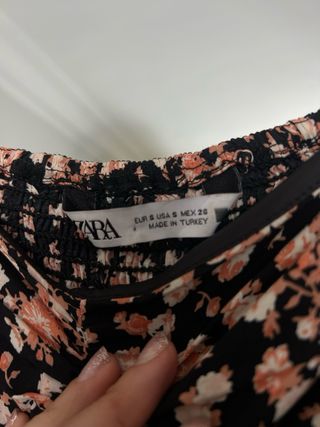 ZARA
EUR S USA S MEX 26
MADE IN TURKEY